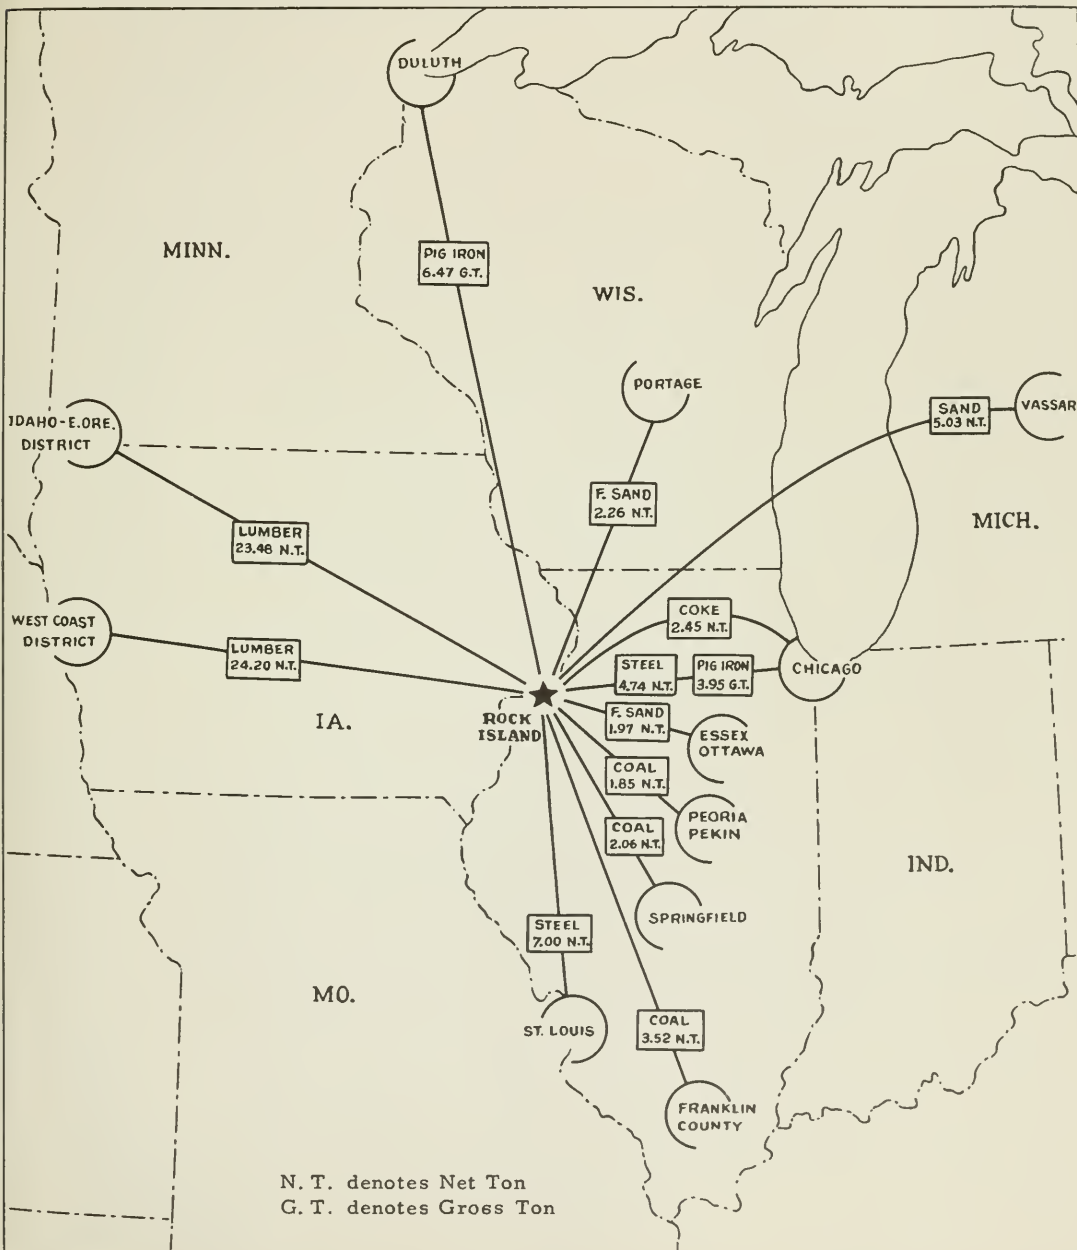 DULUTH
MINN.
PIG IRON
6.47 G.T.
WIS.
PORTAGE
IDAHO-E.ORE.
DISTRICT
SAND
5.03 N.T.
VASSAR
F. SAND
2.26 N.T.
MICH.
LUMBER
23.48 N.T.
WEST COAST
DISTRICT
LUMBER
24.20 N.T.
COKE
2.45 N.T.
STEEL
4.74 N.T.
PIG IRON
3.95 G.T.
CHICAGO
IA.
ROCK
ISLAND
F. SAND
1.97 N.T.
ESSEX
OTTAWA
COAL
1.85 N.T.
PEORIA
PEKIN
COAL
2.06 N.T.
IND.
SPRINGFIELD
STEEL
7.00 N.T.
MO.
ST. LOUIS
COAL
3.52 N.T.
FRANKLIN
COUNTY
N. T. denotes Net Ton
G. T. denotes Gross Ton